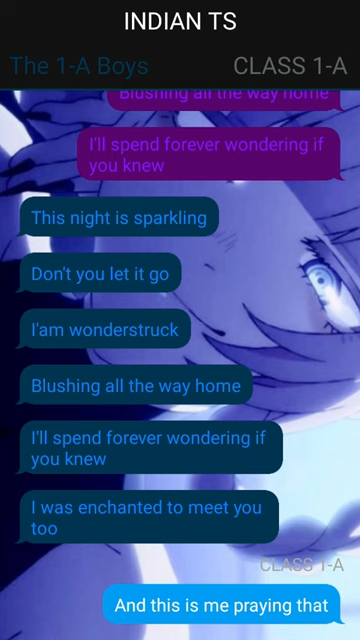 INDIAN TS
The 1-A Boys
CLASS 1-A
Blushing all the way home
I'll spend forever wondering if
you knew
This night is sparkling
Don't you let it go
I'am wonderstruck
Blushing all the way home
I'll spend forever wondering if
you knew
I was enchanted to meet you
too
CLASS 1-A
And this is me praying that